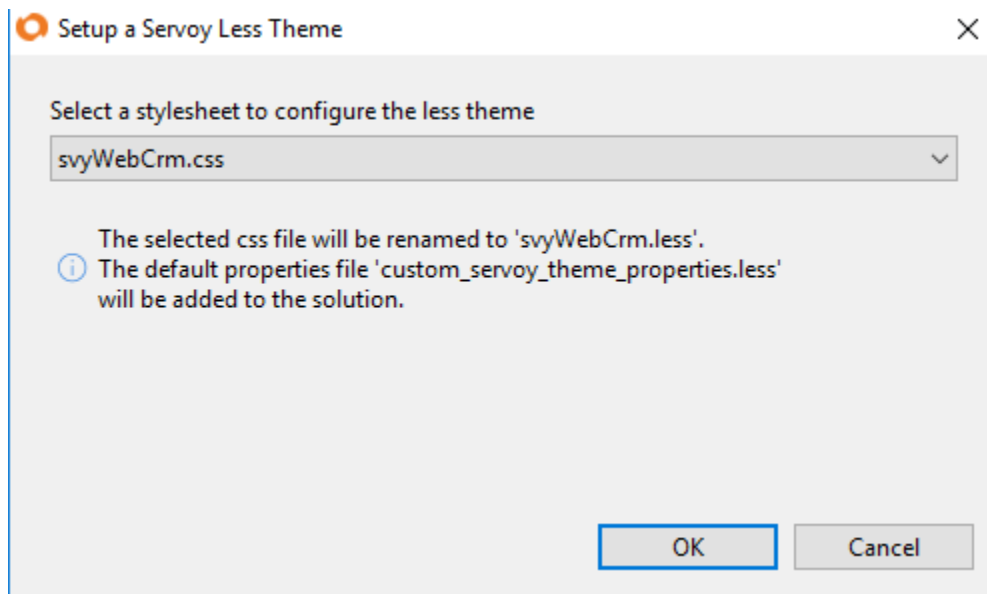 Setup a Servoy Less Theme
Select a stylesheet to configure the less theme
svyWebCrm.css
The selected css file will be renamed to 'svyWebCrm.less'.
The default properties file 'custom_servoy_theme_properties.less'
will be added to the solution.
OK
Cancel